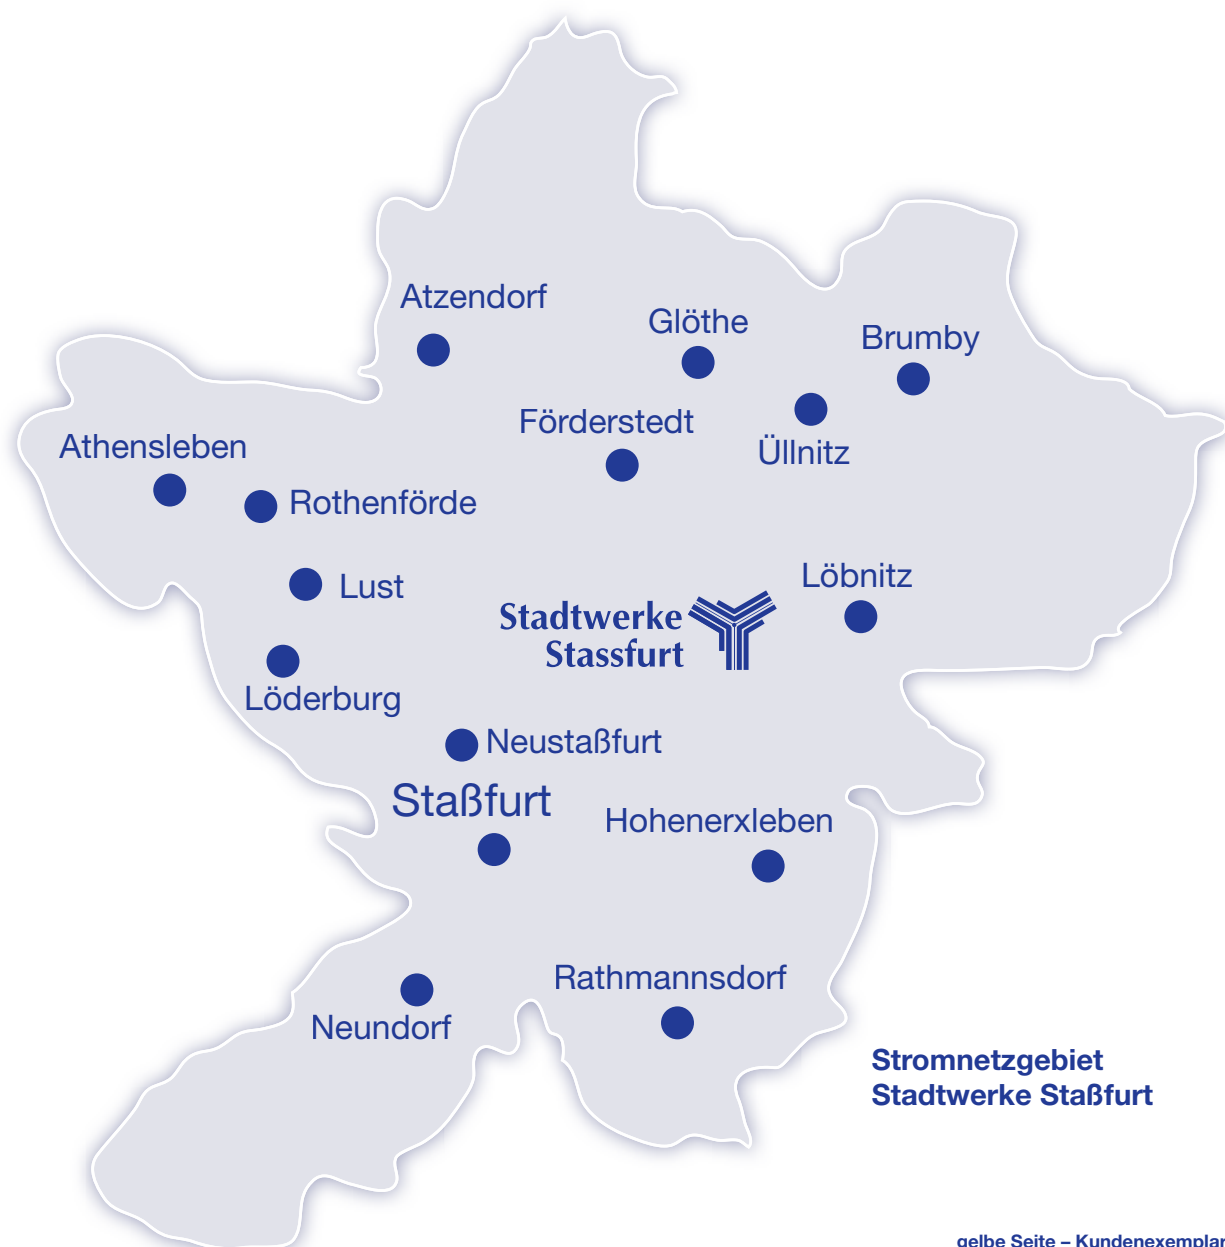 Atzendorf
Glöthe
Brumby
Förderstedt
Üllnitz
Athensleben
Rothenförde
Lust
Löbnitz
Stadtwerke
Stassfurt
Löderburg
Neustaßfurt
Staßfurt
Hohenerxleben
Rathmannsdorf
Neundorf
Stromnetzgebiet
Stadtwerke Staßfurt
gelbe Seite – Kundenexemplar